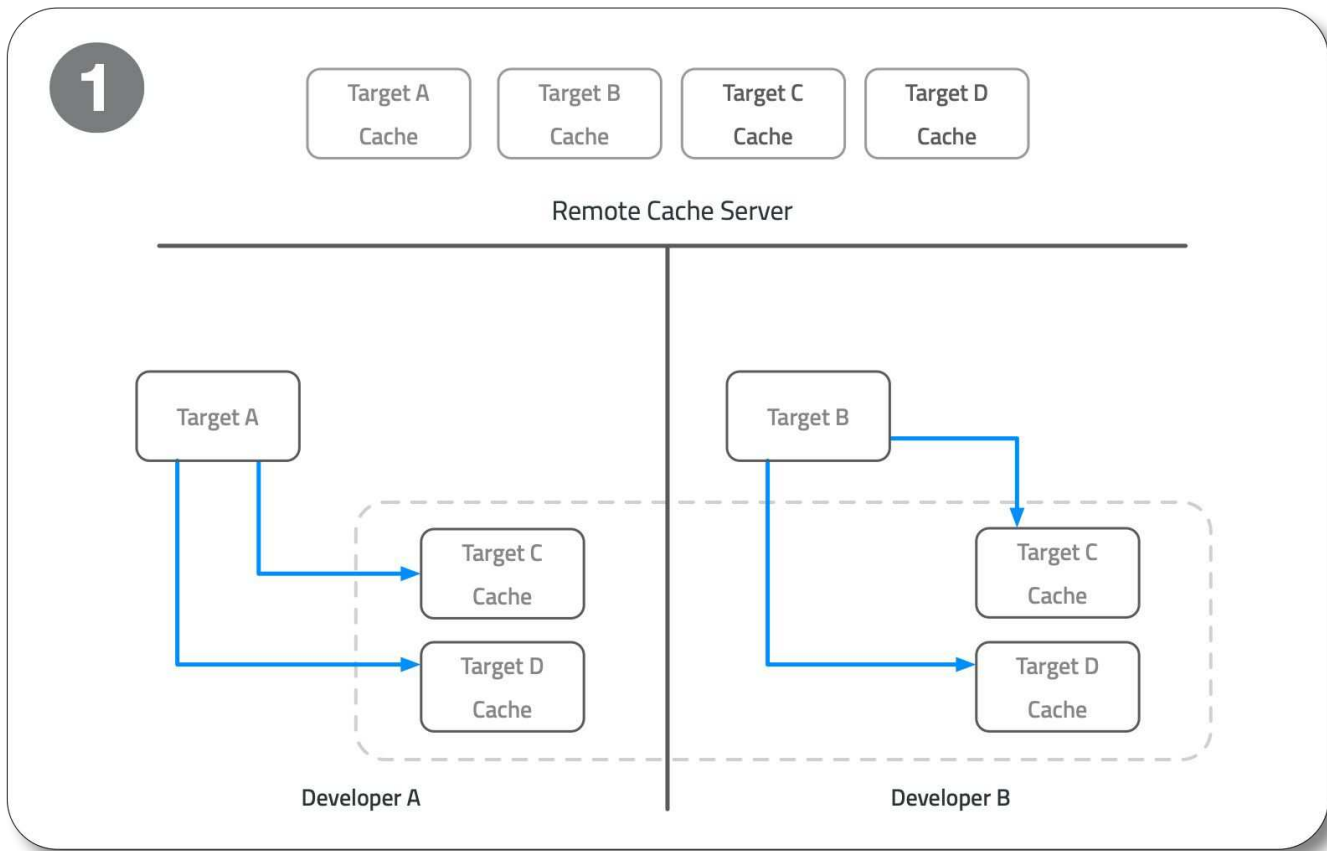 1
Target A
Cache
Target B
Cache
Target C
Cache
Target D
Cache
Remote Cache Server
Target A
Target C
Cache
Target D
Cache
Developer A
Target B
Target C
Cache
Target D
Cache
Developer B